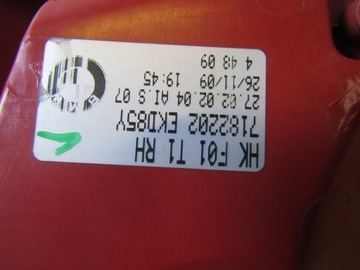 HK F01 T1 RH
7182202 EKD85Y
27.02.02.04 AI.S 07
26/11/09 19:45
4 48 09